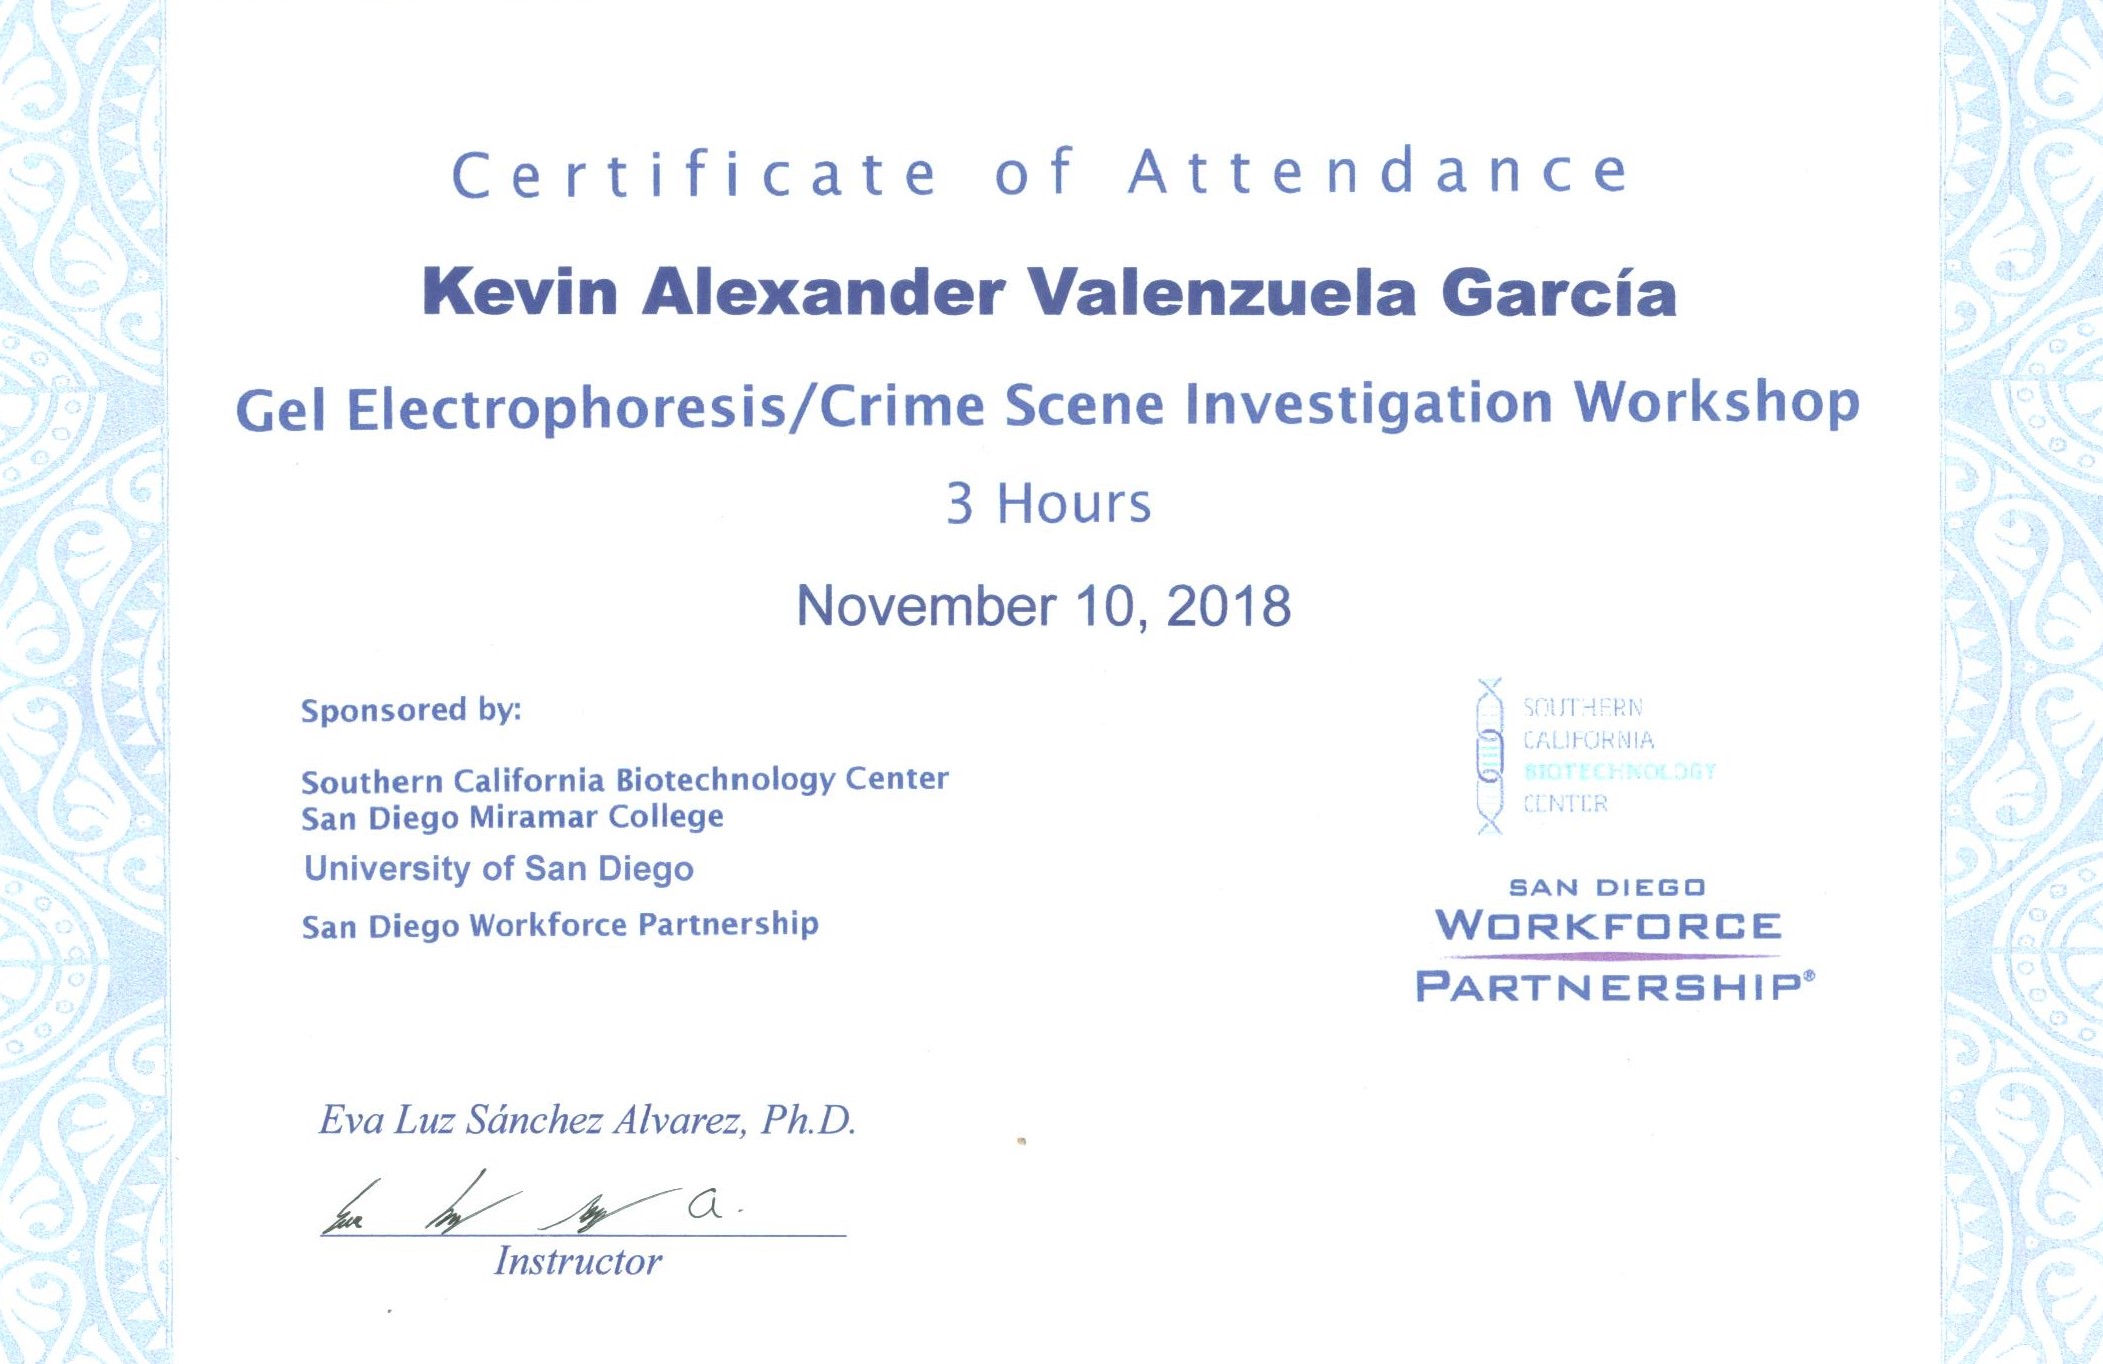 Certificate of Attendance
Kevin Alexander Valenzuela García
Gel Electrophoresis/Crime Scene Investigation Workshop
3 Hours
November 10, 2018
Sponsored by:
Southern California Biotechnology Center
San Diego Miramar College
University of San Diego
San Diego Workforce Partnership
SOUTHERN
CALIFORNIA
BIOTECHNOLOGY
CENTER
SAN DIEGO
WORKFORCE
PARTNERSHIP®
Eva Luz Sánchez Alvarez, Ph.D.
Eva
a.
Instructor